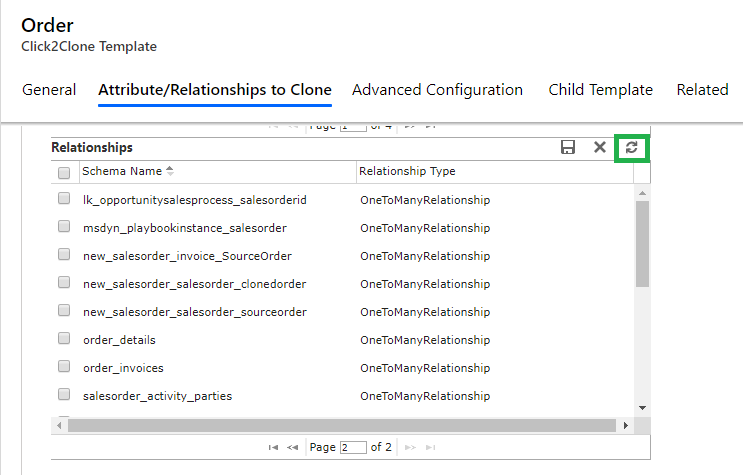 Order
Click2Clone Template
General Attribute/Relationships to Clone Advanced Configuration Child Template Related
Page 1 of 4
Relationships
Schema Name Relationship Type
lk_opportunitysalesprocess_salesorderid OneToManyRelationship
msdyn_playbookinstance_salesorder OneToManyRelationship
new_salesorder_invoice_SourceOrder OneToManyRelationship
new_salesorder_salesorder_clonedorder OneToManyRelationship
new_salesorder_salesorder_sourceorder OneToManyRelationship
order_details OneToManyRelationship
order_invoices OneToManyRelationship
salesorder_activity_parties OneToManyRelationship
Page 2 of 2